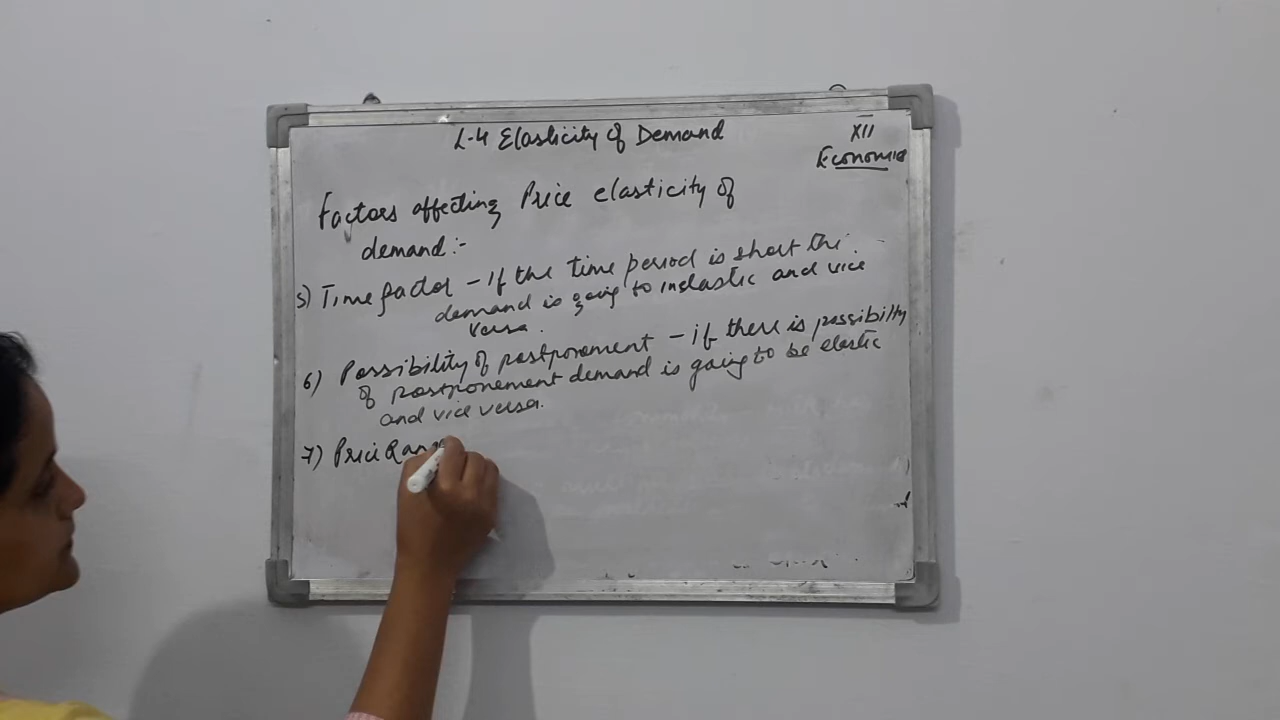 L-4 Elasticity of Demand
XII
Economics
Factors affecting Price elasticity of
demand :-
5) Time factor - if the time period is short the
demand is going to inelastic and vice
versa.
6) Possibility of postponement - if there is possibility
of postponement demand is going to be elastic
and vice versa.
7) Price Ran